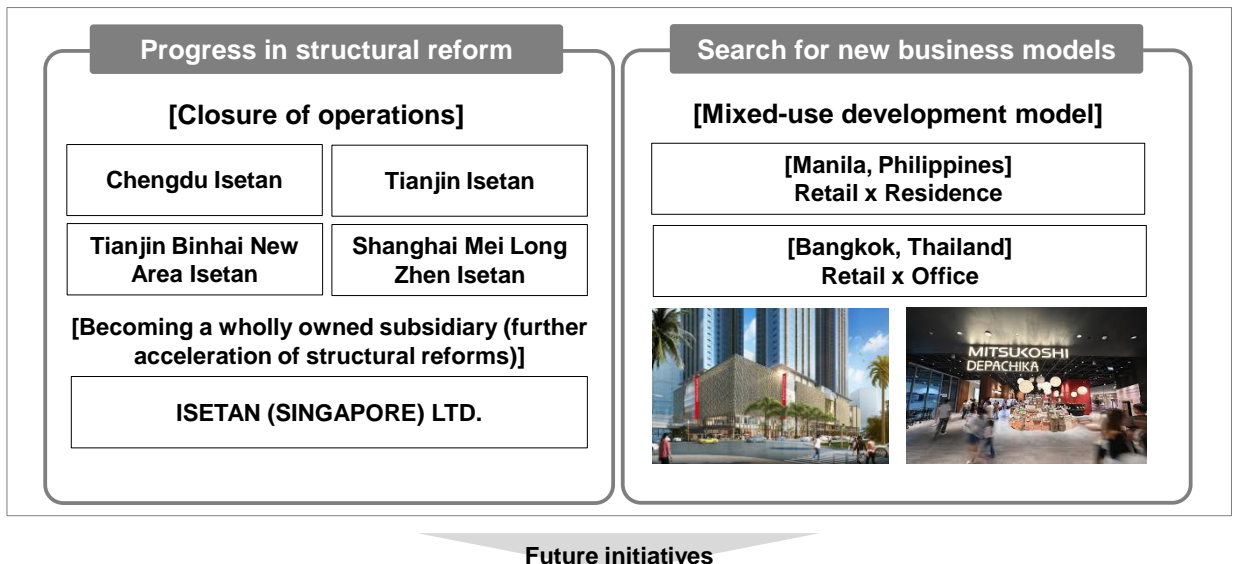 Progress in structural reform
[Closure of operations]
Chengdu Isetan
Tianjin Isetan
Tianjin Binhai New
Area Isetan
Shanghai Mei Long
Zhen Isetan
[Becoming a wholly owned subsidiary (further
acceleration of structural reforms)]
ISETAN (SINGAPORE) LTD.
Search for new business models
[Mixed-use development model]
[Manila, Philippines]
Retail x Residence
[Bangkok, Thailand]
Retail x Office
MITSUKOSHI
DEPACHIKA
Future initiatives